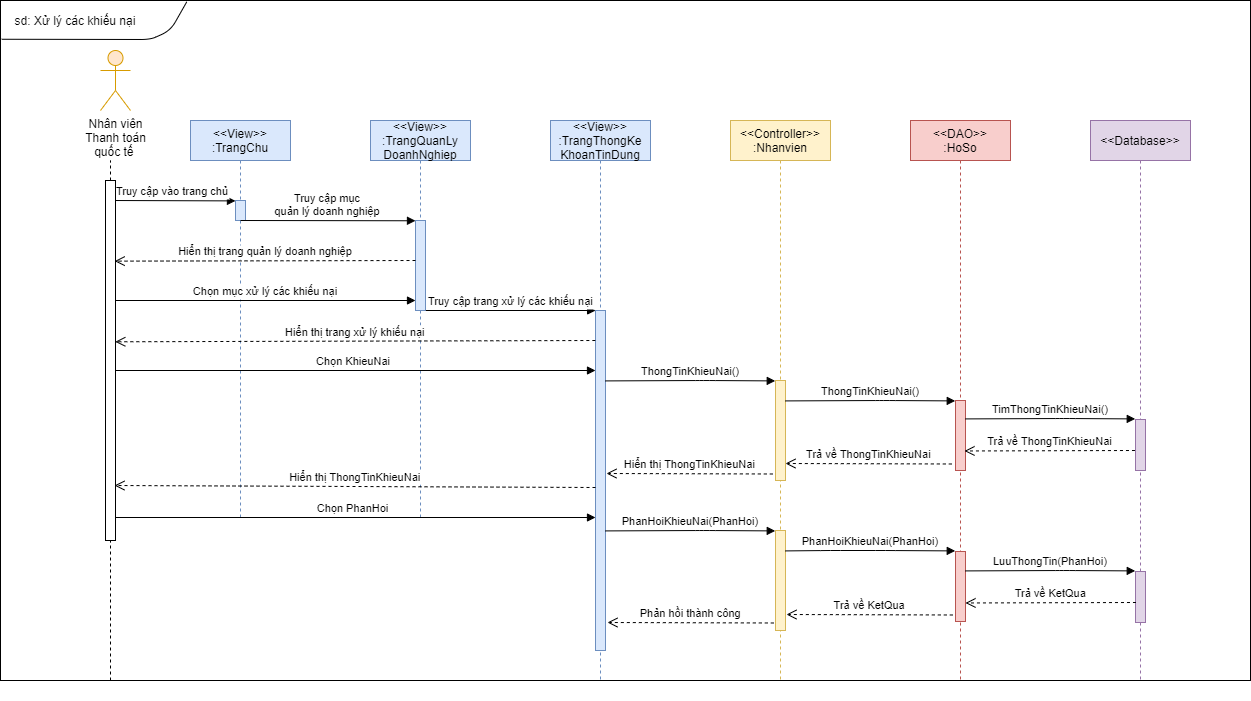 sd: Xử lý các khiếu nại
Nhân viên
Thanh toán
quốc tế
<<View>>
:TrangChu
<<View>>
:TrangQuanLy
DoanhNghiep
<<View>>
:TrangThongKe
KhoanTinDung
<<Controller>>
:Nhanvien
<<DAO>>
:HoSo
<<Database>>
Truy cập vào trang chủ
Truy cập mục
quản lý doanh nghiệp
Hiển thị trang quản lý doanh nghiệp
Chọn mục xử lý các khiếu nại
Truy cập trang xử lý các khiếu nại
Hiển thị trang xử lý khiếu nại
Chọn KhieuNai
ThongTinKhieuNai()
ThongTinKhieuNai()
TimThongTinKhieuNai()
Trả về ThongTinKhieuNai
Trả về ThongTinKhieuNai
Hiển thị ThongTinKhieuNai
Hiển thị ThongTinKhieuNai
Chọn PhanHoi
PhanHoiKhieuNai(PhanHoi)
PhanHoiKhieuNai(PhanHoi)
LuuThongTin(PhanHoi)
Trả về KetQua
Trả về KetQua
Phản hồi thành công